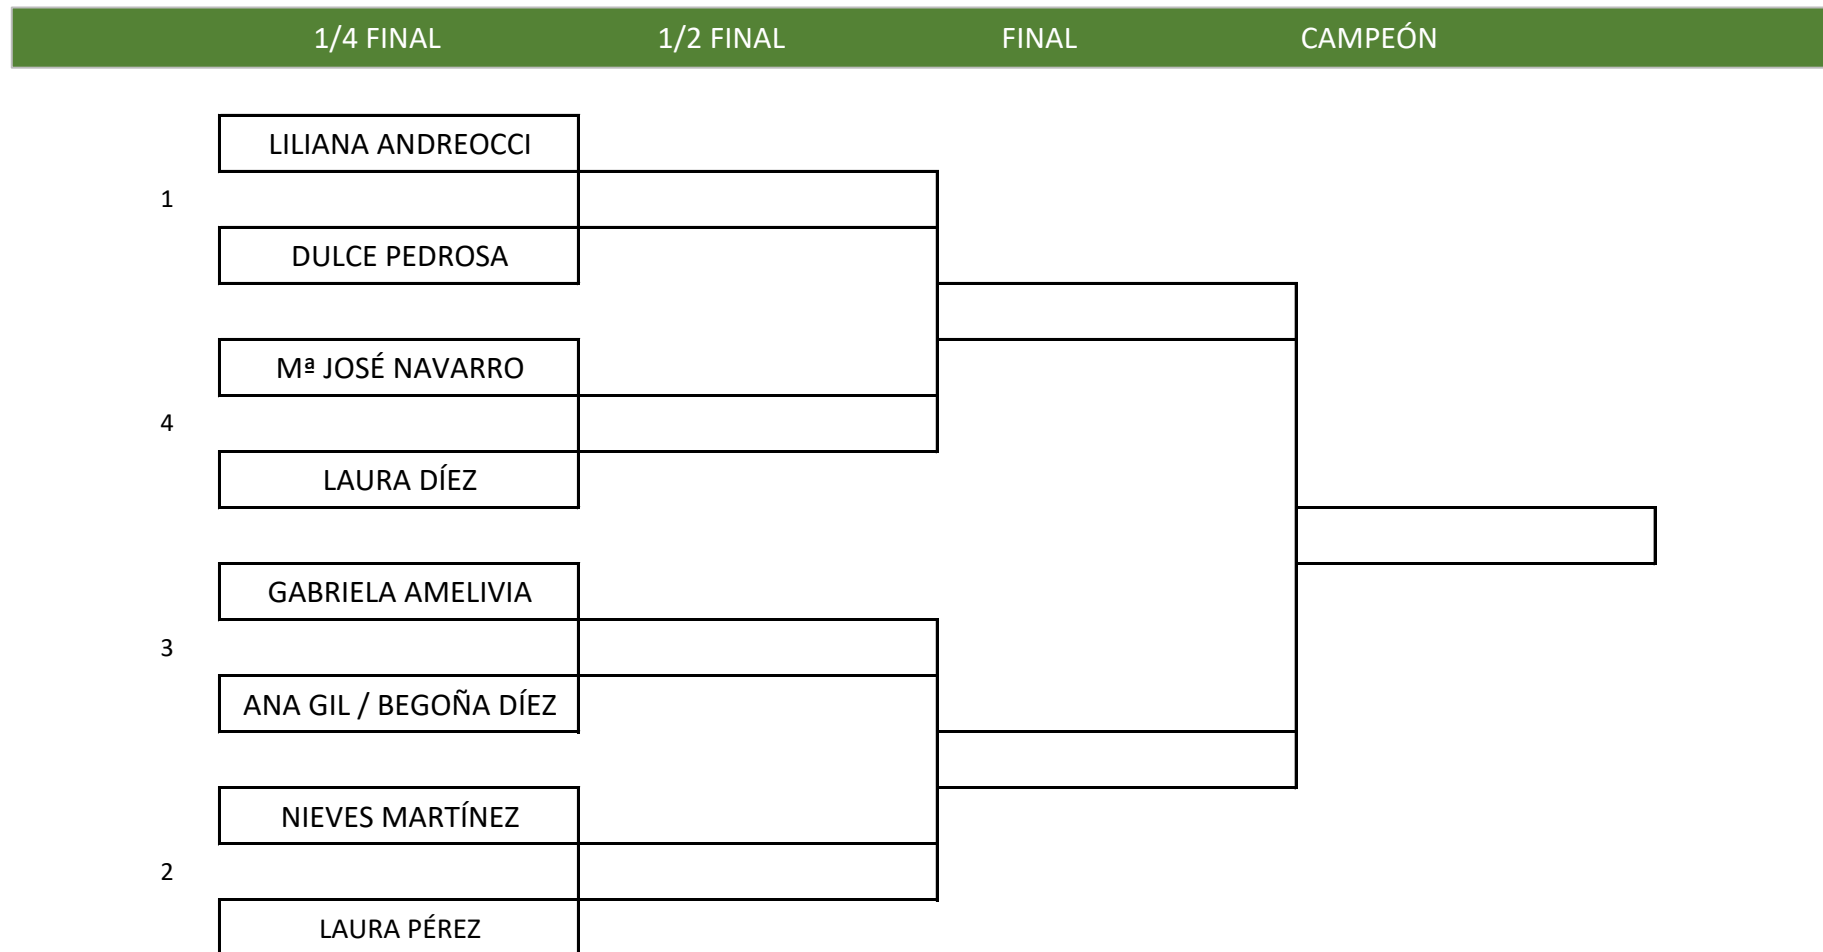 1/4 FINAL 1/2 FINAL FINAL CAMPEÓN
LILIANA ANDREOCCI
1
DULCE PEDROSA
Mª JOSÉ NAVARRO
4
LAURA DÍEZ
GABRIELA AMELIVIA
3
ANA GIL / BEGOÑA DÍEZ
NIEVES MARTÍNEZ
2
LAURA PÉREZ